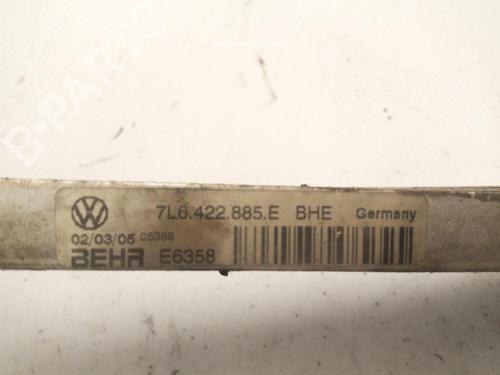 B-PARTS
7L6.422.885.E BHE Germany
02/03/05 05366
BEHR E6358